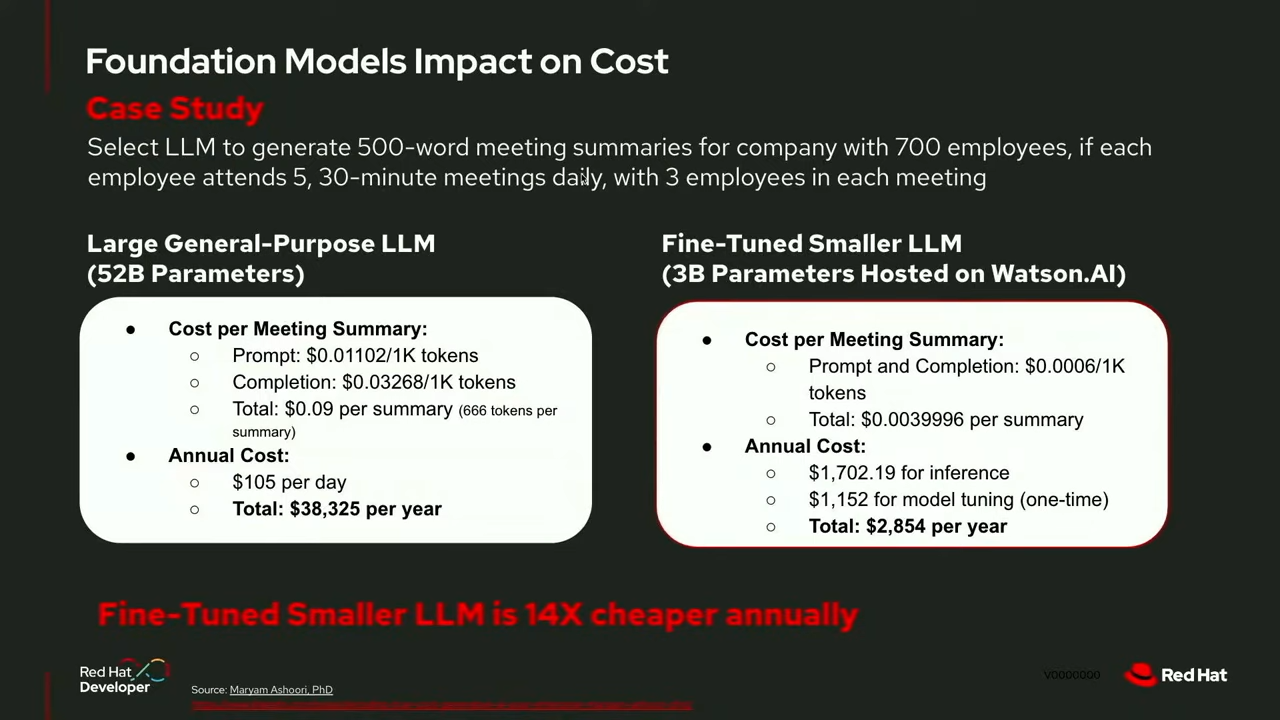 Foundation Models Impact on Cost
Case Study
Select LLM to generate 500-word meeting summaries for company with 700 employees, if each
employee attends 5, 30-minute meetings daily, with 3 employees in each meeting
Large General-Purpose LLM
(52B Parameters)
● Cost per Meeting Summary:
○ Prompt: $0.01102/1K tokens
○ Completion: $0.03268/1K tokens
○ Total: $0.09 per summary (666 tokens per
summary)
● Annual Cost:
○ $105 per day
○ Total: $38,325 per year
Fine-Tuned Smaller LLM
(3B Parameters Hosted on Watson.AI)
● Cost per Meeting Summary:
○ Prompt and Completion: $0.0006/1K
tokens
○ Total: $0.0039996 per summary
● Annual Cost:
○ $1,702.19 for inference
○ $1,152 for model tuning (one-time)
○ Total: $2,854 per year
Fine-Tuned Smaller LLM is 14X cheaper annually
Red Hat
Developer
Source: Maryam Ashoori, PhD
V0000000
Red Hat